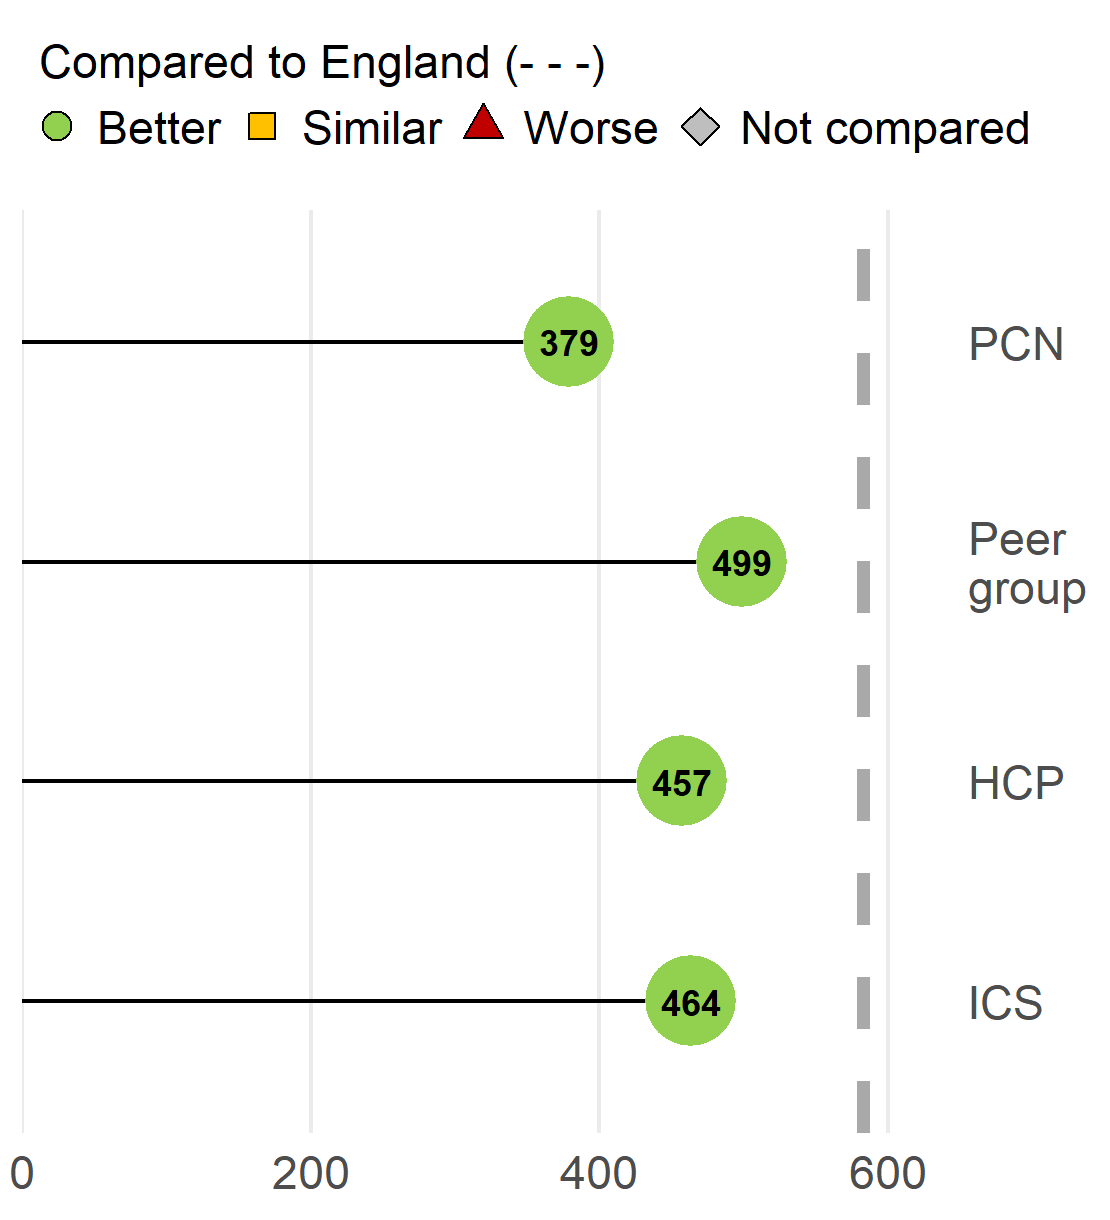 Compared to England (- - -)
Better Similar Worse Not compared
379 PCN
499 Peer
group
457 HCP
464 ICS
0 200 400 600